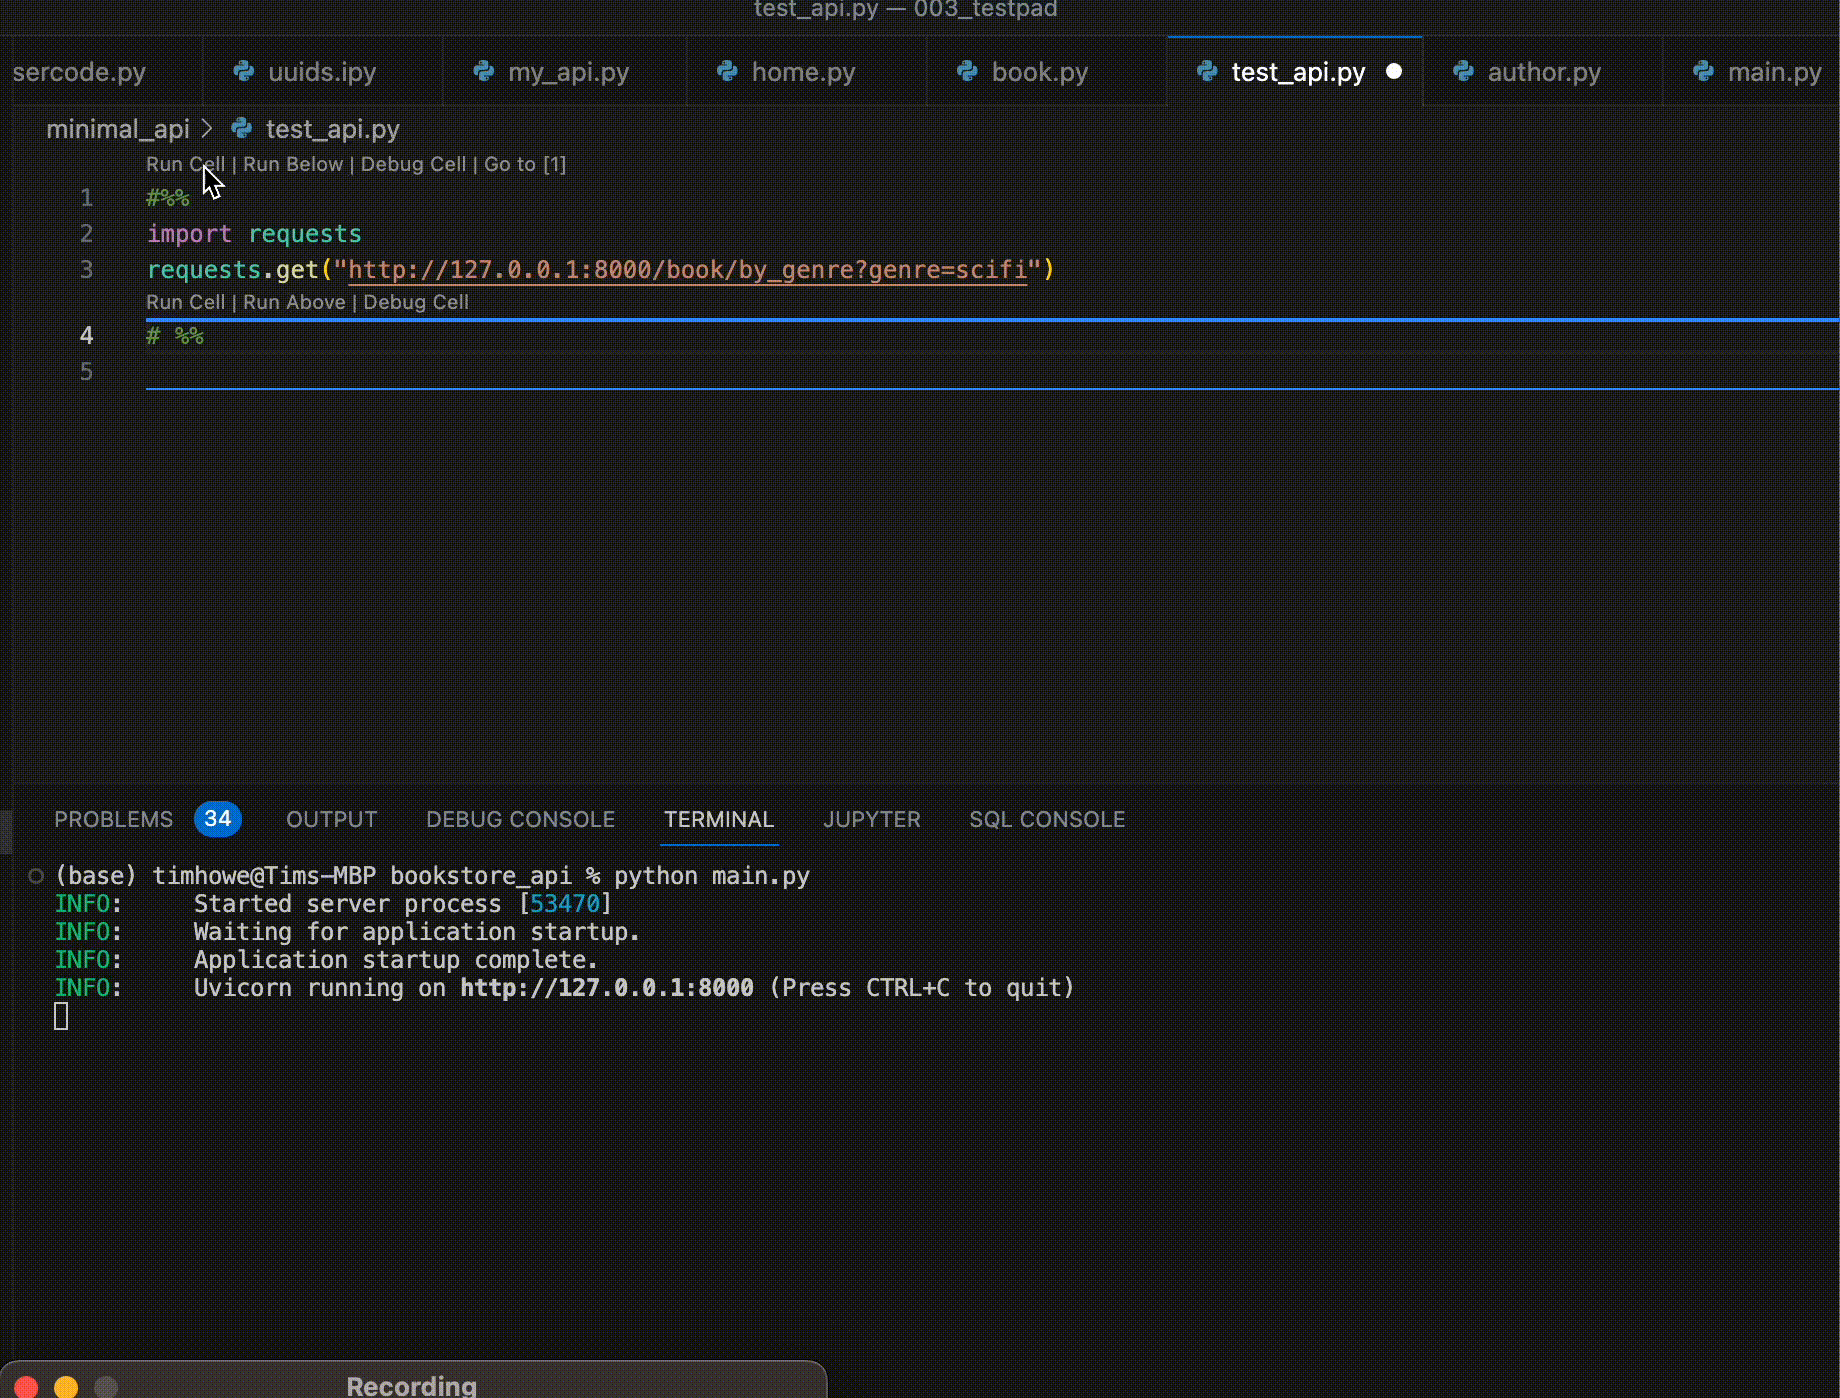 test_api.py — 003_testpad
sercode.py uuids.ipy my_api.py home.py book.py test_api.py author.py main.py
minimal_api > test_api.py
Run Cell | Run Below | Debug Cell | Go to [1]
1 #%%
2 import requests
3 requests.get("http://127.0.0.1:8000/book/by_genre?genre=scifi")
Run Cell | Run Above | Debug Cell
4 # %%
5
PROBLEMS 34 OUTPUT DEBUG CONSOLE TERMINAL JUPYTER SQL CONSOLE
(base) timhowe@Tims-MBP bookstore_api % python main.py
INFO: Started server process [53470]
INFO: Waiting for application startup.
INFO: Application startup complete.
INFO: Uvicorn running on http://127.0.0.1:8000 (Press CTRL+C to quit)
Recording